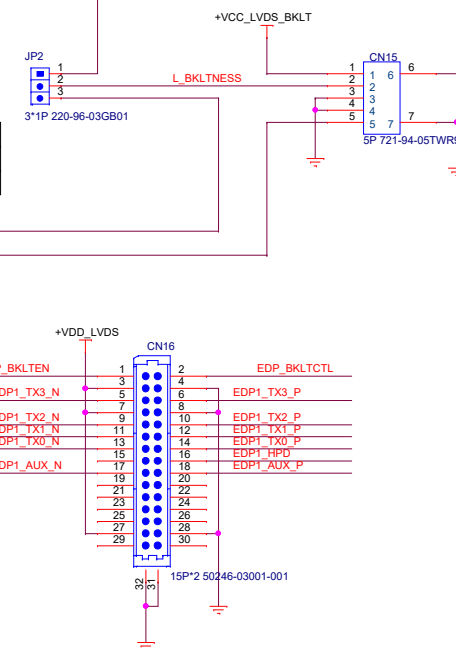 +VCC_LVDS_BKLT
JP2
CN15
1
2
3
L_BKLTNESS
1
2
3
4
5
1 6
2
3
4
5 7
6
7
3*1P 220-96-03GB01
5P 721-94-05TWR9
+VDD_LVDS
CN16
_BKLTEN 1 2 EDP_BKLTCTL
3 4
DP1_TX3_N 5 6 EDP1_TX3_P
7 8
DP1_TX2_N 9 10 EDP1_TX2_P
DP1_TX1_N 11 12 EDP1_TX1_P
DP1_TX0_N 13 14 EDP1_TX0_P
15 16 EDP1_HPD
DP1_AUX_N 17 18 EDP1_AUX_P
19 20
21 22
23 24
25 26
27 28
29 30
32 31
15P*2 50246-03001-001